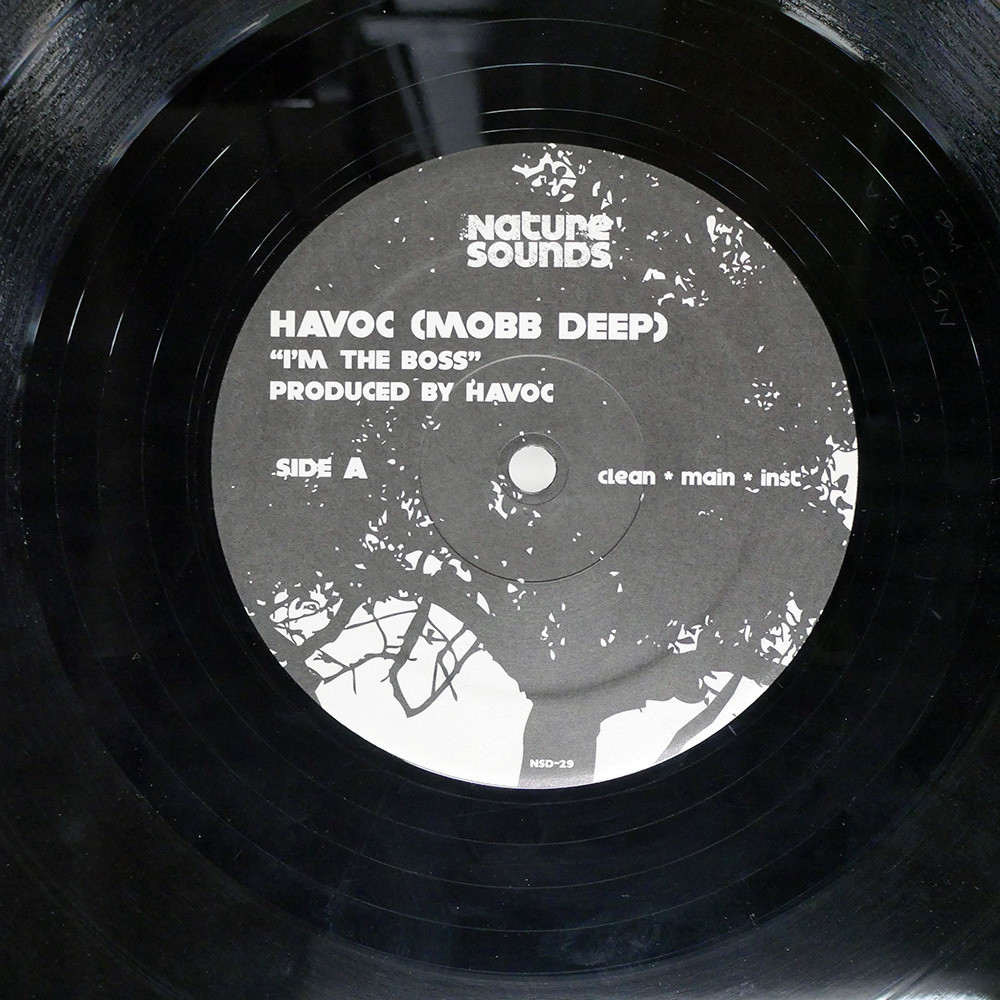 Nature
SOUNDS
HAVOC (MOBB DEEP)
“I'M THE BOSS”
PRODUCED BY HAVOC
SIDE A
clean * main * inst
NSD-29